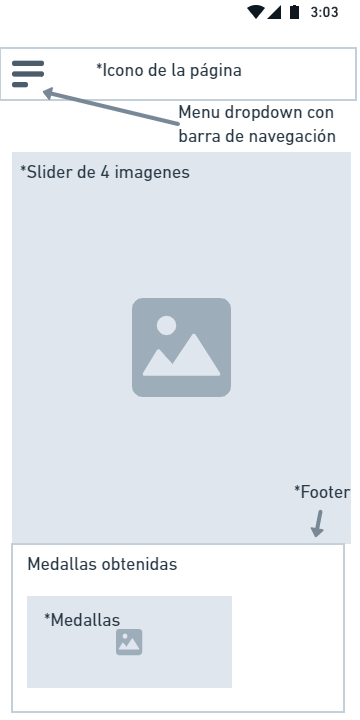 3:03
*Icono de la página
Menu dropdown con
barra de navegación
*Slider de 4 imagenes
*Footer
Medallas obtenidas
*Medallas